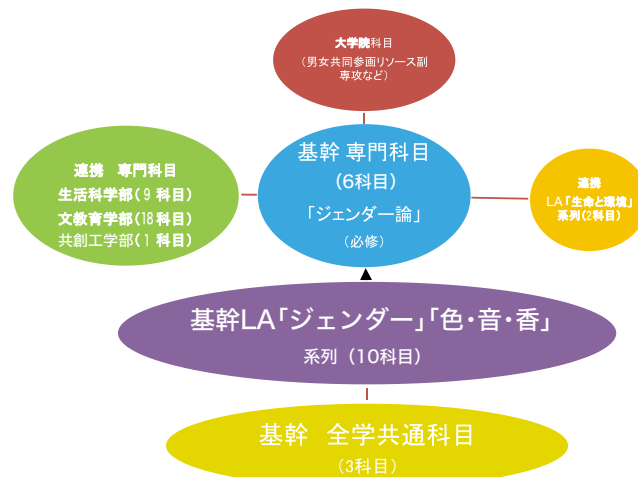 大学院科目
（男女共同参画リソース副
専攻など）
基幹 専門科目
(6科目)
「ジェンダー論」
（必修）
連携　専門科目
生活科学部(９科目)
文教育学部(18科目)
共創工学部(１科目)
連携
LA「生命と環境」
系列(2科目)
基幹LA「ジェンダー」「色・音・香」
系列（10科目）
基幹　全学共通科目
（3科目）